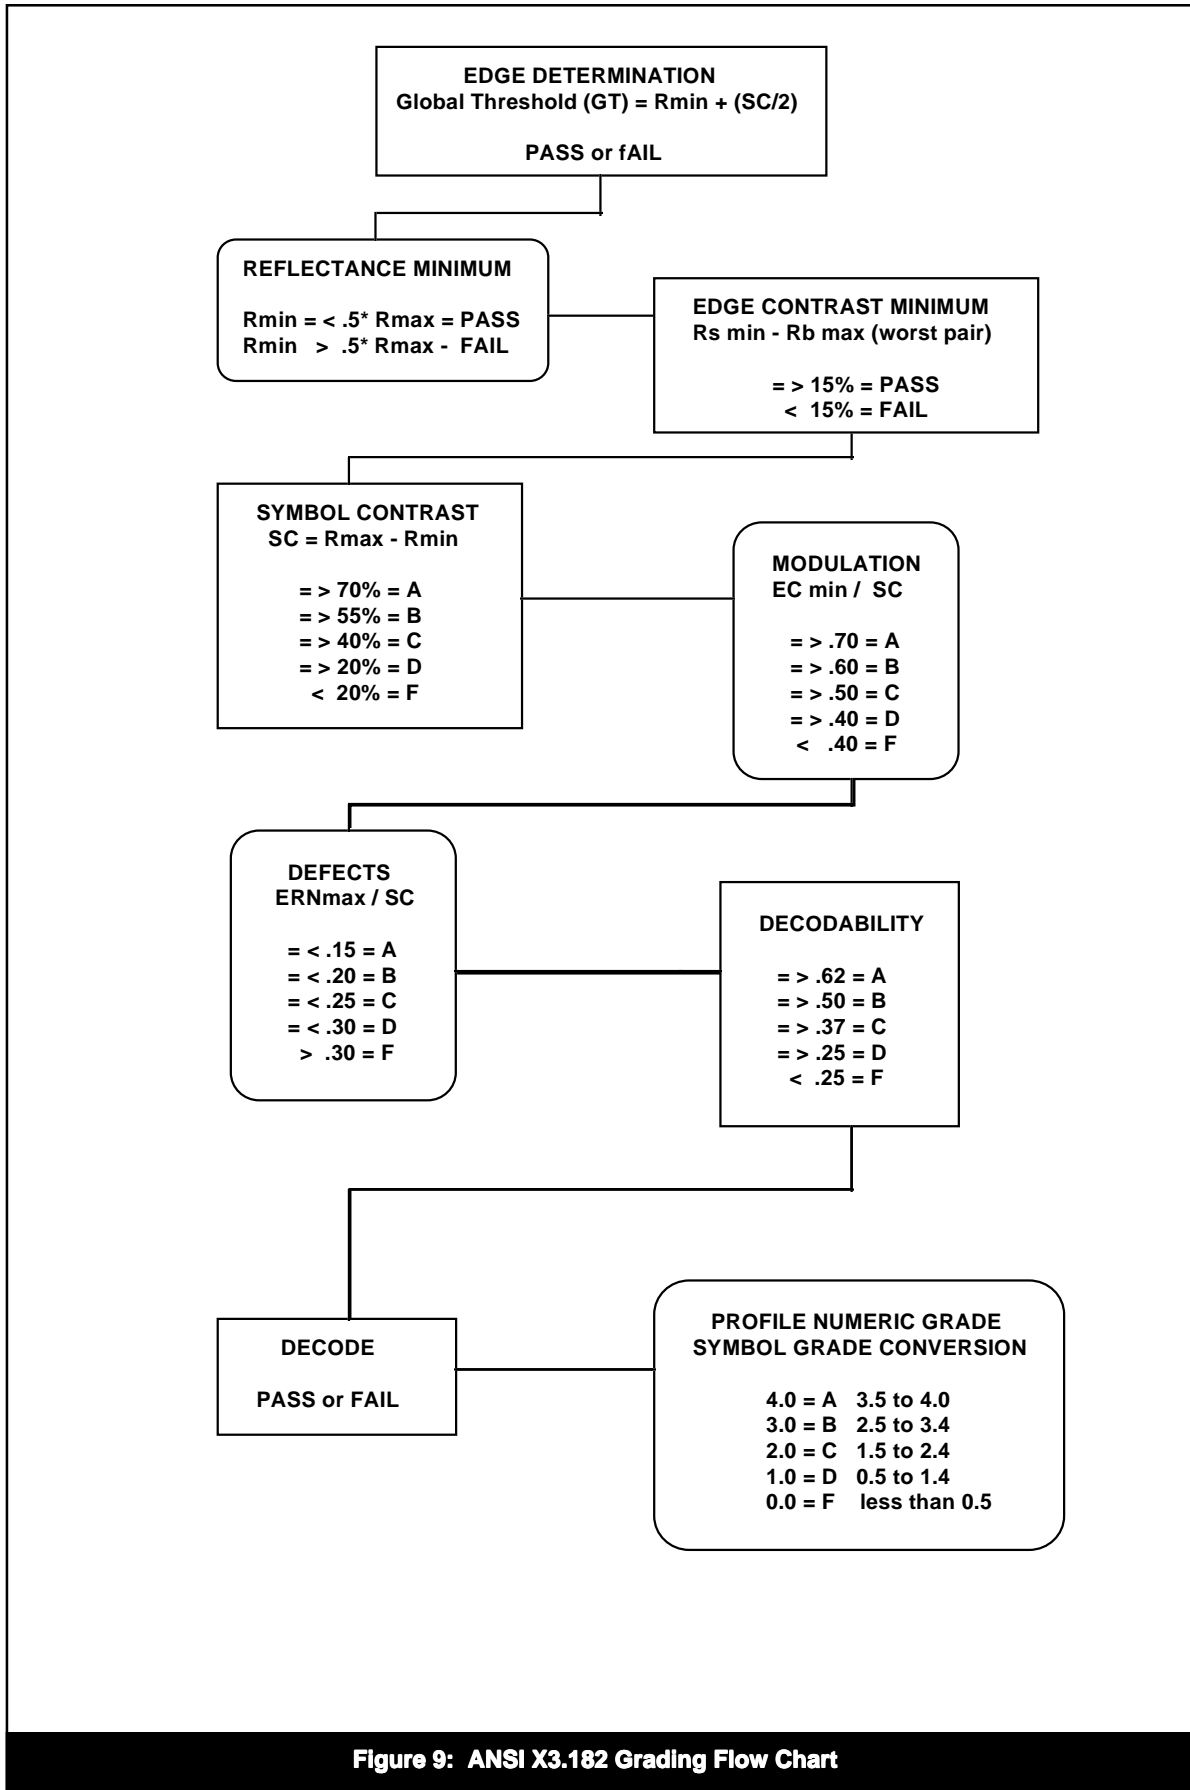 EDGE DETERMINATION
Global Threshold (GT) = Rmin + (SC/2)
PASS or fAIL
REFLECTANCE MINIMUM
Rmin = < .5* Rmax = PASS
Rmin > .5* Rmax - FAIL
EDGE CONTRAST MINIMUM
Rs min - Rb max (worst pair)
= > 15% = PASS
< 15% = FAIL
SYMBOL CONTRAST
SC = Rmax - Rmin
= > 70% = A
= > 55% = B
= > 40% = C
= > 20% = D
< 20% = F
MODULATION
EC min / SC
= > .70 = A
= > .60 = B
= > .50 = C
= > .40 = D
< .40 = F
DEFECTS
ERNmax / SC
= < .15 = A
= < .20 = B
= < .25 = C
= < .30 = D
> .30 = F
DECODABILITY
= > .62 = A
= > .50 = B
= > .37 = C
= > .25 = D
< .25 = F
DECODE
PASS or FAIL
PROFILE NUMERIC GRADE
SYMBOL GRADE CONVERSION
4.0 = A 3.5 to 4.0
3.0 = B 2.5 to 3.4
2.0 = C 1.5 to 2.4
1.0 = D 0.5 to 1.4
0.0 = F less than 0.5
Figure 9: ANSI X3.182 Grading Flow Chart